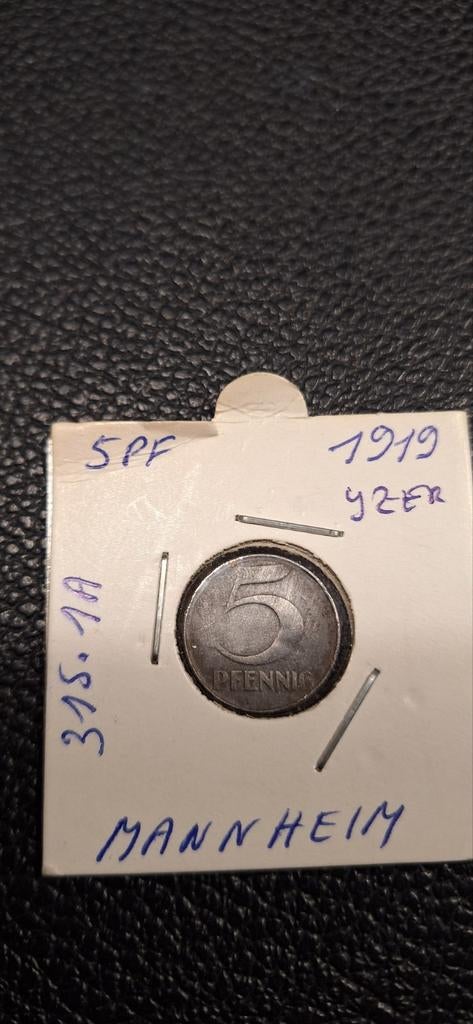 5PF
1919
YZER
315.1A
5
PFENNIG
MANNHEIM